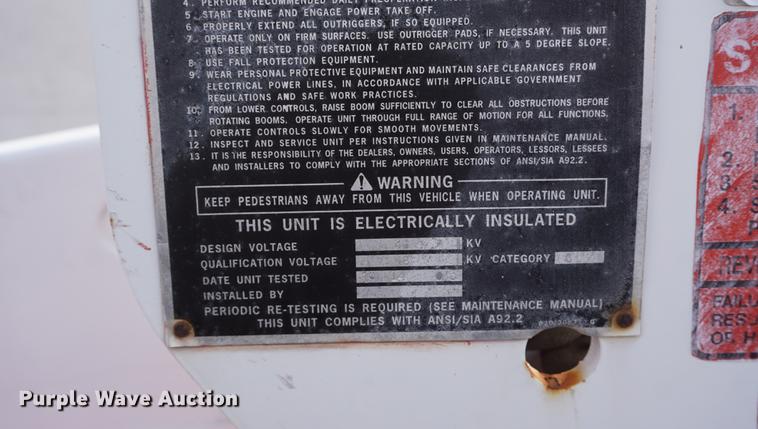 4. PERFORM RECOMMENDED DAILY
5. START ENGINE AND ENGAGE POWER TAKE OFF.
6. PROPERLY EXTEND ALL OUTRIGGERS, IF SO EQUIPPED.
7. OPERATE ONLY ON FIRM SURFACES. USE OUTRIGGER PADS, IF NECESSARY. THIS UNIT
HAS BEEN TESTED FOR OPERATION AT RATED CAPACITY UP TO A 5 DEGREE SLOPE.
8. USE FALL PROTECTION EQUIPMENT.
9. WEAR PERSONAL PROTECTIVE EQUIPMENT AND MAINTAIN SAFE CLEARANCES FROM
ELECTRICAL POWER LINES, IN ACCORDANCE WITH APPLICABLE GOVERNMENT
REGULATIONS AND SAFE WORK PRACTICES.
10. FROM LOWER CONTROLS, RAISE BOOM SUFFICIENTLY TO CLEAR ALL OBSTRUCTIONS BEFORE
ROTATING BOOMS. OPERATE UNIT THROUGH FULL RANGE OF MOTION FOR ALL FUNCTIONS.
11. OPERATE CONTROLS SLOWLY FOR SMOOTH MOVEMENTS.
12. INSPECT AND SERVICE UNIT PER INSTRUCTIONS GIVEN IN MAINTENANCE MANUAL.
13. IT IS THE RESPONSIBILITY OF THE DEALERS, OWNERS, USERS, OPERATORS, LESSORS, LESSEES
AND INSTALLERS TO COMPLY WITH THE APPROPRIATE SECTIONS OF ANSI/SIA A92.2.
WARNING
KEEP PEDESTRIANS AWAY FROM THIS VEHICLE WHEN OPERATING UNIT.
THIS UNIT IS ELECTRICALLY INSULATED
DESIGN VOLTAGE KV
QUALIFICATION VOLTAGE KV CATEGORY
DATE UNIT TESTED
INSTALLED BY
PERIODIC RE-TESTING IS REQUIRED (SEE MAINTENANCE MANUAL)
THIS UNIT COMPLIES WITH ANSI/SIA A92.2
S
1.
2.
3.
4.
REV
FAILU
RES
OR H
Purple Wave Auction